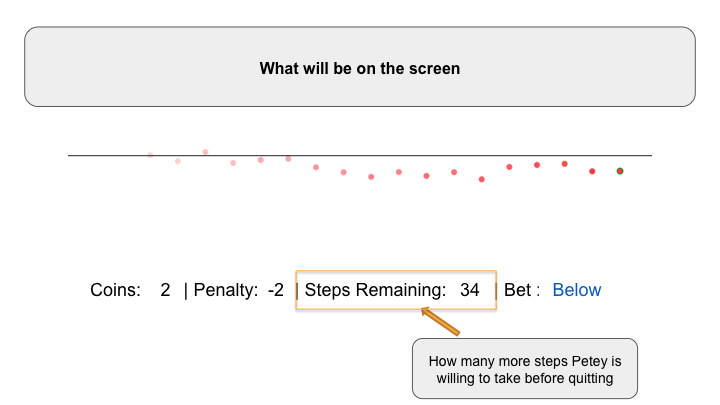 What will be on the screen
Coins: 2 | Penalty: -2 | Steps Remaining: 34 | Bet : Below
How many more steps Petey is
willing to take before quitting